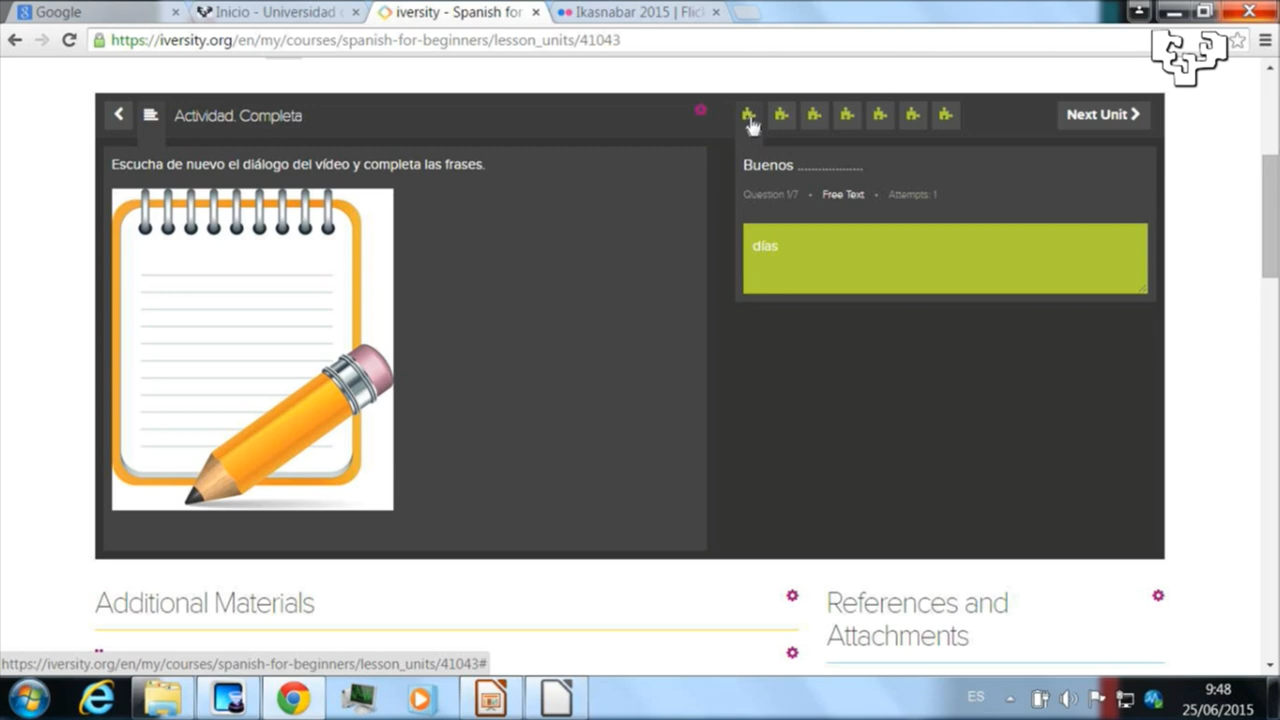 Google
Inicio - Universidad
iversity - Spanish for
Ikasnabar 2015 | Flic
https://iversity.org/en/my/courses/spanish-for-beginners/lesson_units/41043
Actividad. Completa
Next Unit
Escucha de nuevo el diálogo del vídeo y completa las frases.
Buenos ...................
Question 1/7 • Free Text • Attempts: 1
días
Additional Materials
References and
Attachments
https://iversity.org/en/my/courses/spanish-for-beginners/lesson_units/41043#
ES
9:48
25/06/2015